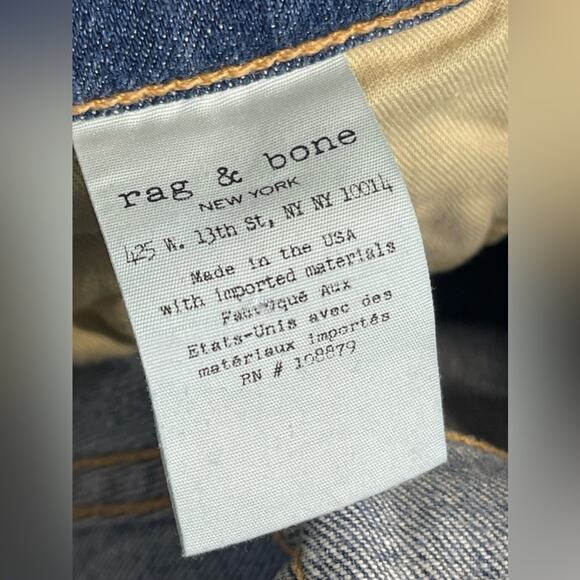 rag & bone
NEW YORK
425 W. 13th St, NY NY 10014
Made in the USA
with imported materials
Fabriqué Aux
Etats-Unis avec des
matériaux importés
RN # 108879